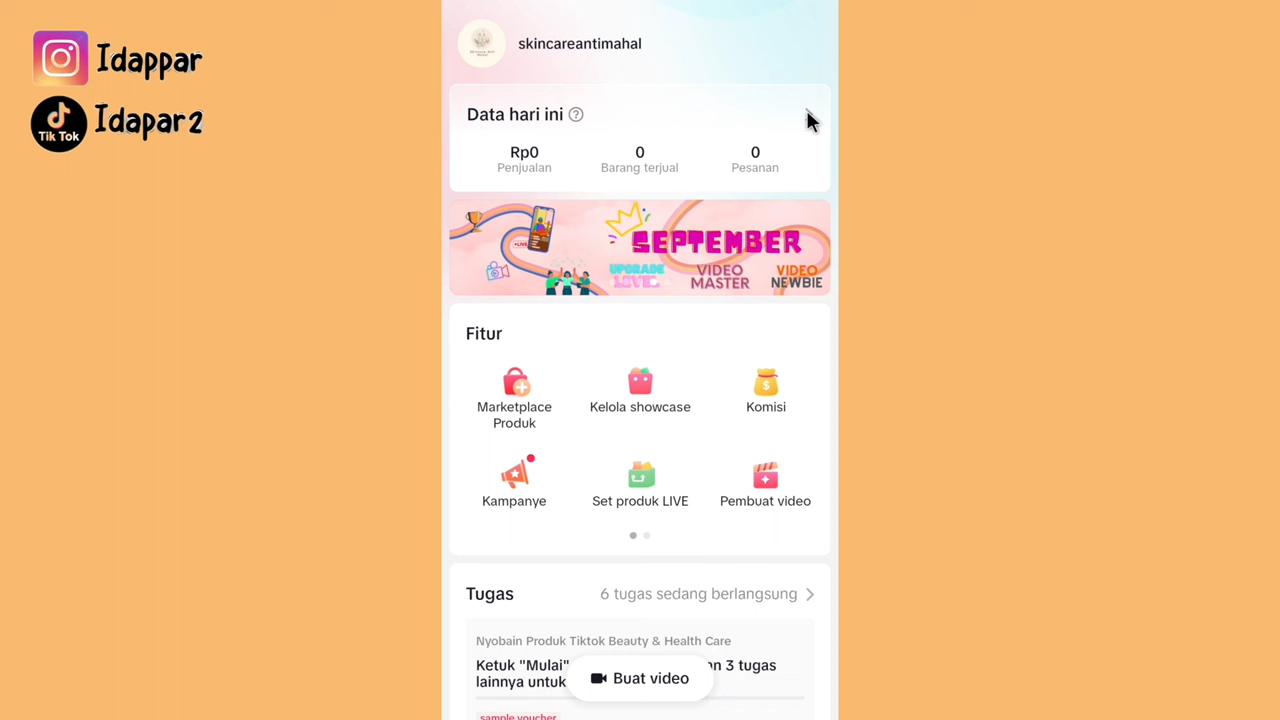 Idappar
Tik Tok
Idapar2
skincareantimahal
Data hari ini ?
Rp0
Penjualan
0
Barang terjual
0
Pesanan
LIVE
SEPTEMBER
UPGRADE
LEVEL
VIDEO
MASTER
VIDEO
NEWBIE
Fitur
Marketplace
Produk
Kelola showcase
Komisi
Kampanye
Set produk LIVE
Pembuat video
Tugas
6 tugas sedang berlangsung
Nyobain Produk Tiktok Beauty & Health Care
Ketuk "Mulai" 3 tugas
lainnya untuk
Buat video
sample voucher